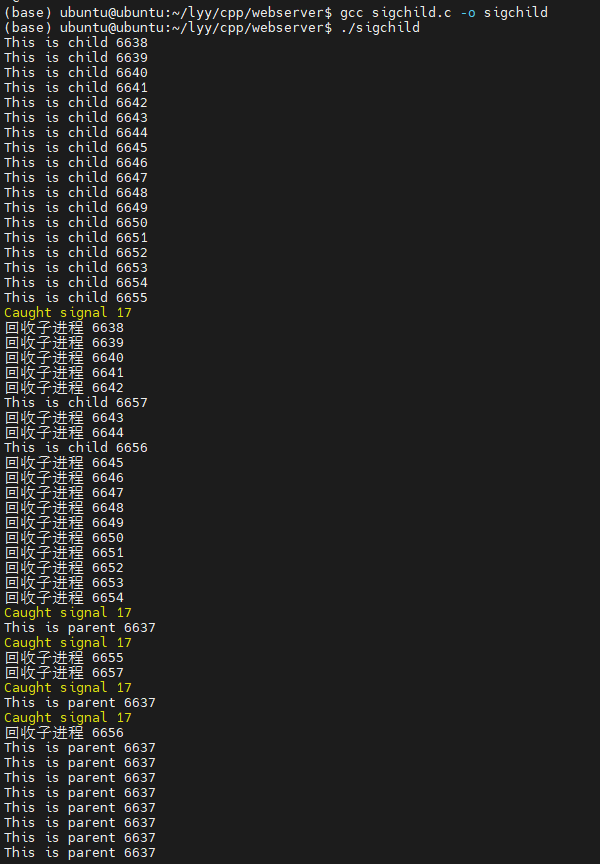 (base) ubuntu@ubuntu:~/lyy/cpp/webserver$ gcc sigchild.c -o sigchild
(base) ubuntu@ubuntu:~/lyy/cpp/webserver$ ./sigchild
This is child 6638
This is child 6639
This is child 6640
This is child 6641
This is child 6642
This is child 6643
This is child 6644
This is child 6645
This is child 6646
This is child 6647
This is child 6648
This is child 6649
This is child 6650
This is child 6651
This is child 6652
This is child 6653
This is child 6654
This is child 6655
Caught signal 17
回收子进程 6638
回收子进程 6639
回收子进程 6640
回收子进程 6641
回收子进程 6642
This is child 6657
回收子进程 6643
回收子进程 6644
This is child 6656
回收子进程 6645
回收子进程 6646
回收子进程 6647
回收子进程 6648
回收子进程 6649
回收子进程 6650
回收子进程 6651
回收子进程 6652
回收子进程 6653
回收子进程 6654
Caught signal 17
This is parent 6637
Caught signal 17
回收子进程 6655
回收子进程 6657
Caught signal 17
This is parent 6637
Caught signal 17
回收子进程 6656
This is parent 6637
This is parent 6637
This is parent 6637
This is parent 6637
This is parent 6637
This is parent 6637
This is parent 6637
This is parent 6637